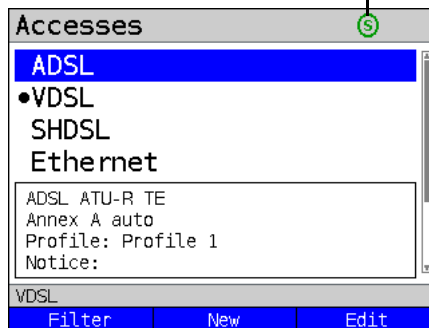 Accesses S
ADSL
•VDSL
SHDSL
Ethernet
ADSL ATU-R TE
Annex A auto
Profile: Profile 1
Notice:
VDSL
Filter New Edit